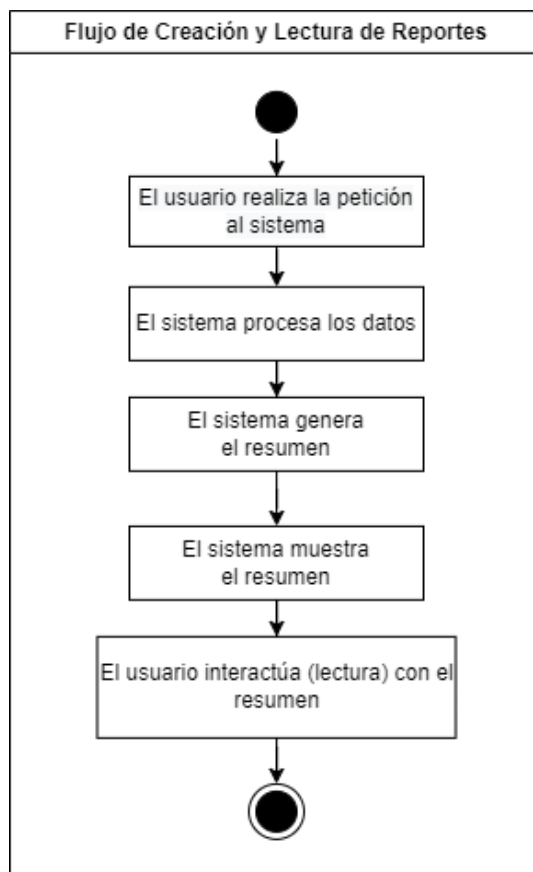 Flujo de Creación y Lectura de Reportes
El usuario realiza la petición
al sistema
El sistema procesa los datos
El sistema genera
el resumen
El sistema muestra
el resumen
El usuario interactúa (lectura) con el
resumen